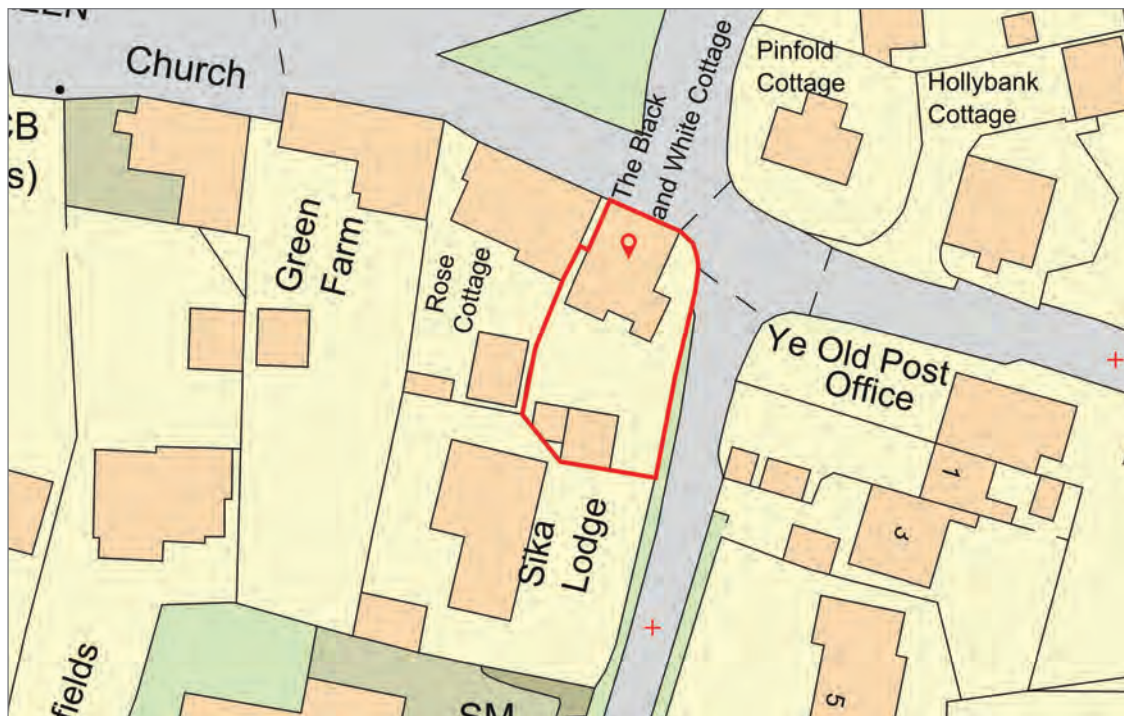 Church
The Black
and White Cottage
Pinfold
Cottage
Hollybank
Cottage
CB
s)
Green
Farm
Rose
Cottage
Ye Old Post
Office
1
3
Sika
Lodge
5
fields
SM